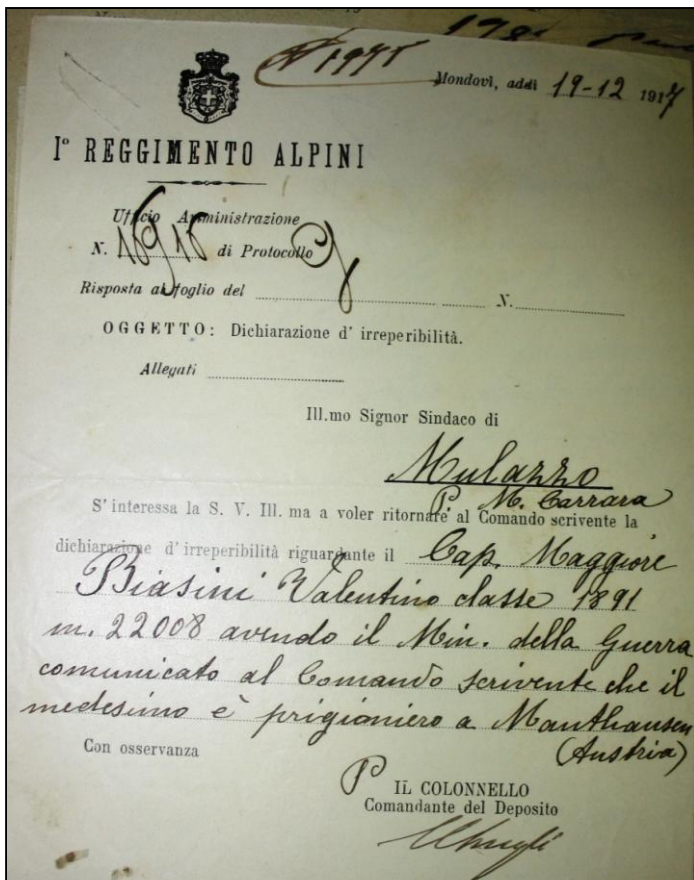 N 1975
Mondovì, addì 19-12 1917
Iº REGGIMENTO ALPINI
Ufficio Amministrazione
N. di Protocollo
Risposta al foglio del N.
OGGETTO: Dichiarazione d' irreperibilità.
Allegati
Ill.mo Signor Sindaco di
Mulazzo
P. M. Carrara
S' interessa la S. V. Ill. ma a voler ritornare al Comando scrivente la
dichiarazione d' irreperibilità riguardante il Cap. Maggiore
Biasini Valentino classe 1891
m. 22008 avendo il Min. della Guerra
comunicato al Comando scrivente che il
medesimo è prigioniero a Manthausen
(Austria)
Con osservanza
P IL COLONNELLO
Comandante del Deposito